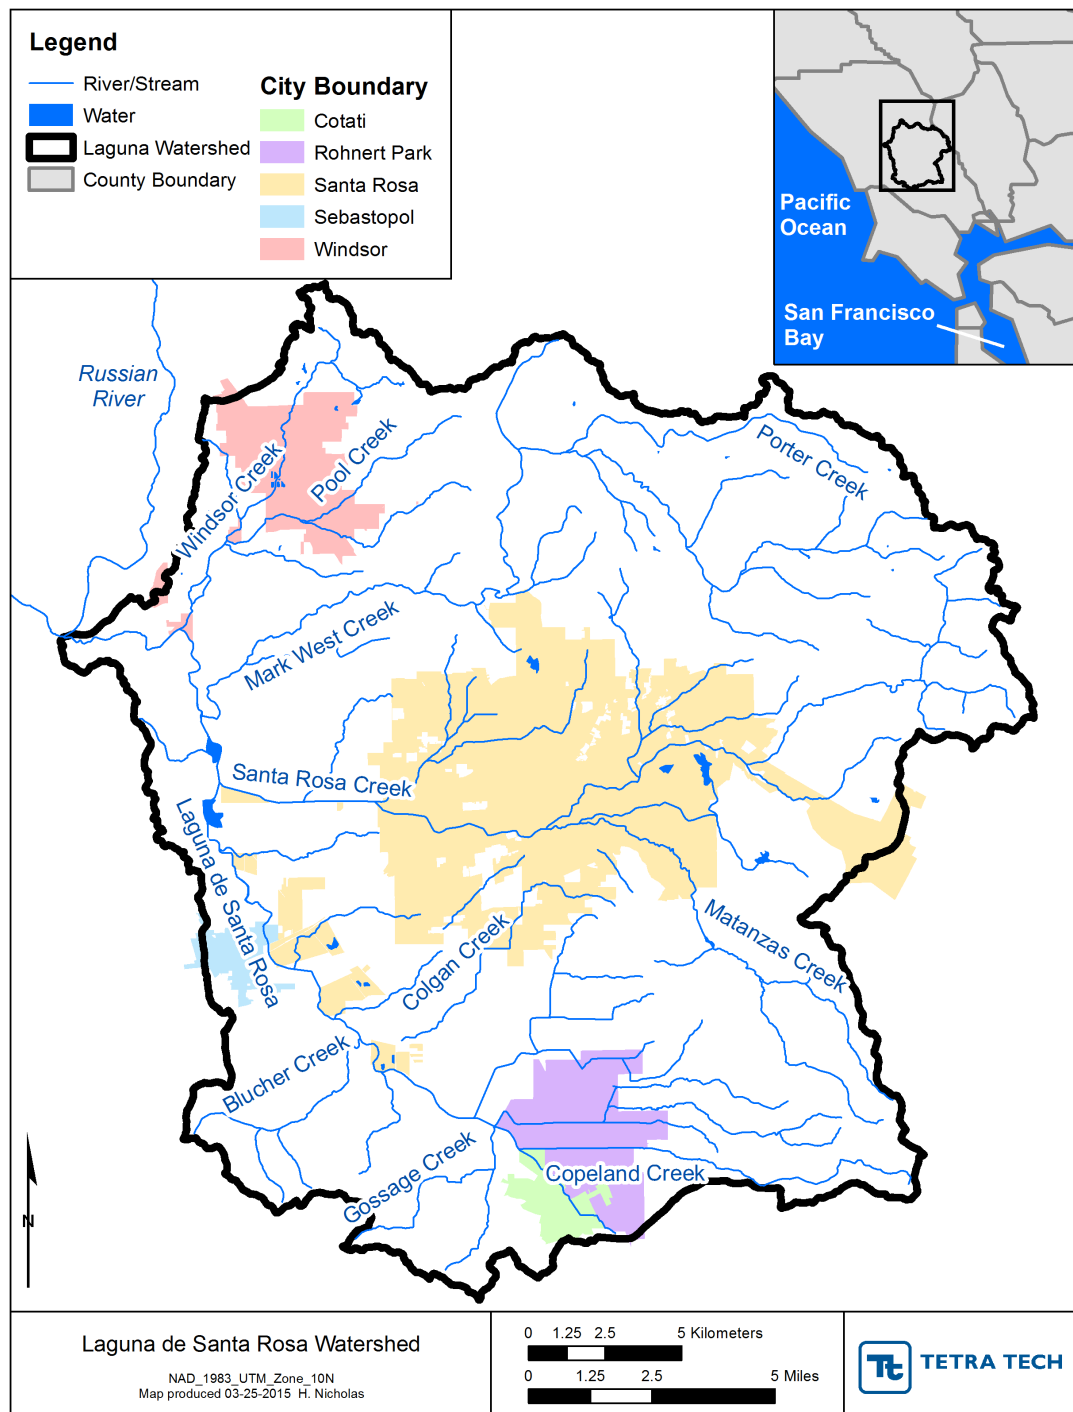 Legend
River/Stream
Water
Laguna Watershed
County Boundary
City Boundary
Cotati
Rohnert Park
Santa Rosa
Sebastopol
Windsor
Pacific
Ocean
San Francisco
Bay
Russian
River
Windsor Creek
Pool Creek
Porter Creek
Mark West Creek
Santa Rosa Creek
Laguna de Santa Rosa
Matanzas Creek
Colgan Creek
Blucher Creek
Gossage Creek
Copeland Creek
N
Laguna de Santa Rosa Watershed
NAD_1983_UTM_Zone_10N
Map produced 03-25-2015 H. Nicholas
0 1.25 2.5 5 Kilometers
0 1.25 2.5 5 Miles
Tt
TETRA TECH